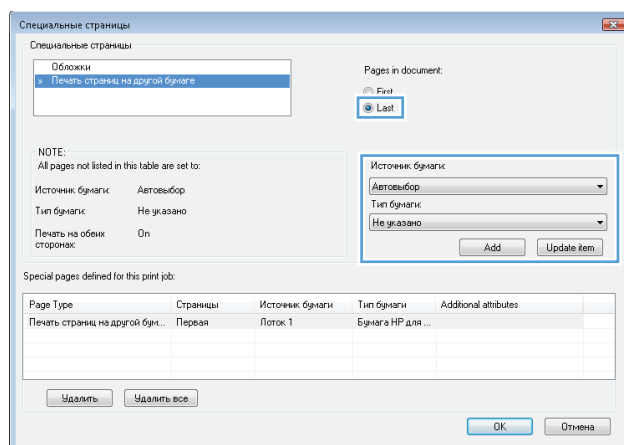 Специальные страницы
Специальные страницы
Обложки
» Печать страниц на другой бумаге
Pages in document:
First
Last
NOTE:
All pages not listed in this table are set to:
Источник бумаги: Автовыбор
Тип бумаги: Не указано
Печать на обеих сторонах: On
Источник бумаги:
Автовыбор
Тип бумаги:
Не указано
Add Update item
Special pages defined for this print job:
Page Type Страницы Источник бумаги Тип бумаги Additional attributes
Печать страниц на другой бум... Первая Лоток 1 Бумага HP для ...
Удалить Удалить все
OK Отмена